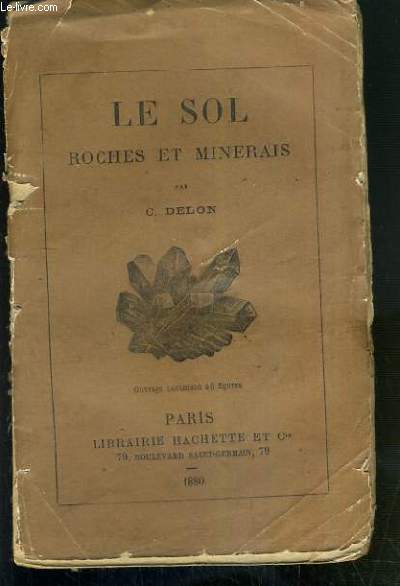 Le-livre.com
LE SOL
ROCHES ET MINERAIS
PAR
C. DELON
Ouvrage contenant figures
PARIS
LIBRAIRIE HACHETTE ET Cie
79, BOULEVARD SAINT-GERMAIN, 79
1880